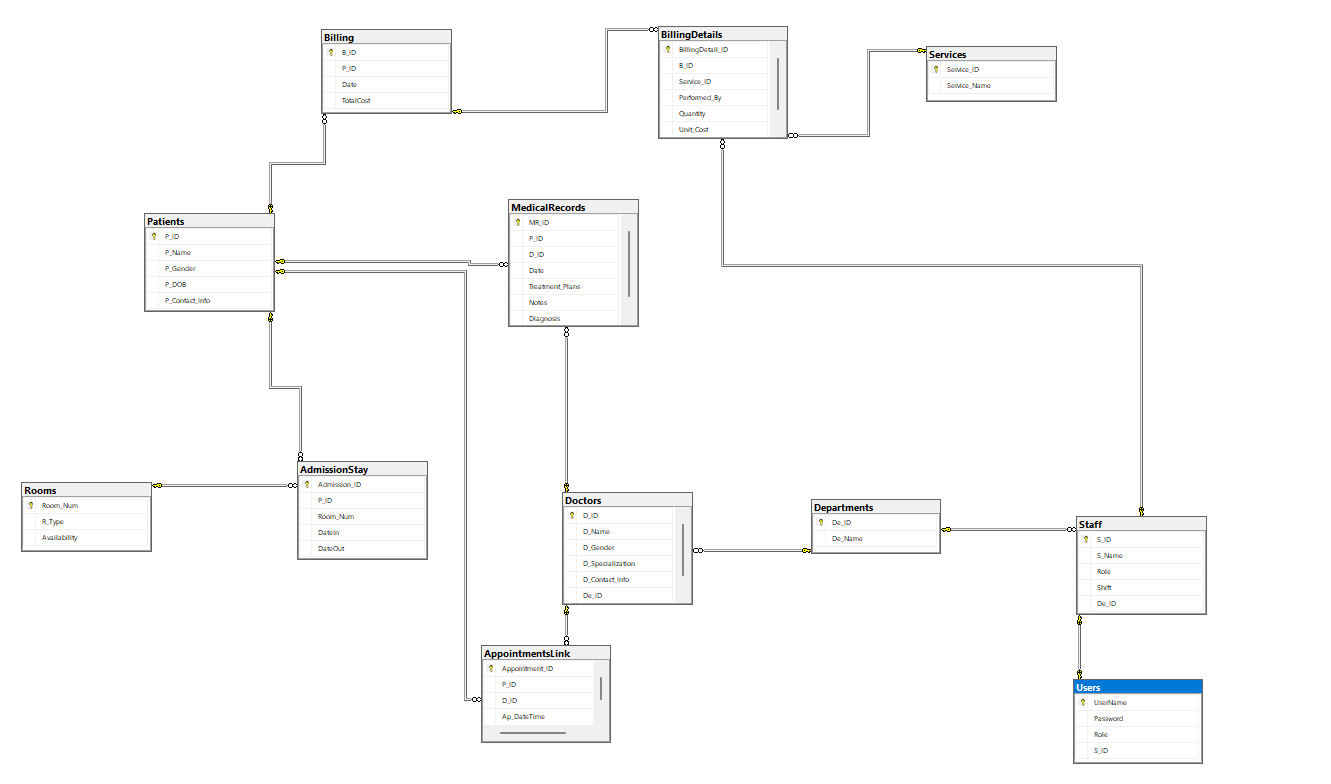 Billing
B_ID
P_ID
Date
TotalCost
BillingDetails
BillingDetail_ID
B_ID
Service_ID
Performed_By
Quantity
Unit_Cost
Services
Service_ID
Service_Name
Patients
P_ID
P_Name
P_Gender
P_DOB
P_Contact_Info
MedicalRecords
MR_ID
P_ID
D_ID
Date
Treatment_Plans
Notes
Diagnosis
Rooms
Room_Num
R_Type
Availability
AdmissionStay
Admission_ID
P_ID
Room_Num
DateIn
DateOut
Doctors
D_ID
D_Name
D_Gender
D_Specialization
D_Contact_Info
De_ID
Departments
De_ID
De_Name
Staff
S_ID
S_Name
Role
Shift
De_ID
AppointmentsLink
Appointment_ID
P_ID
D_ID
Ap_DateTime
Users
UserName
Password
Role
S_ID